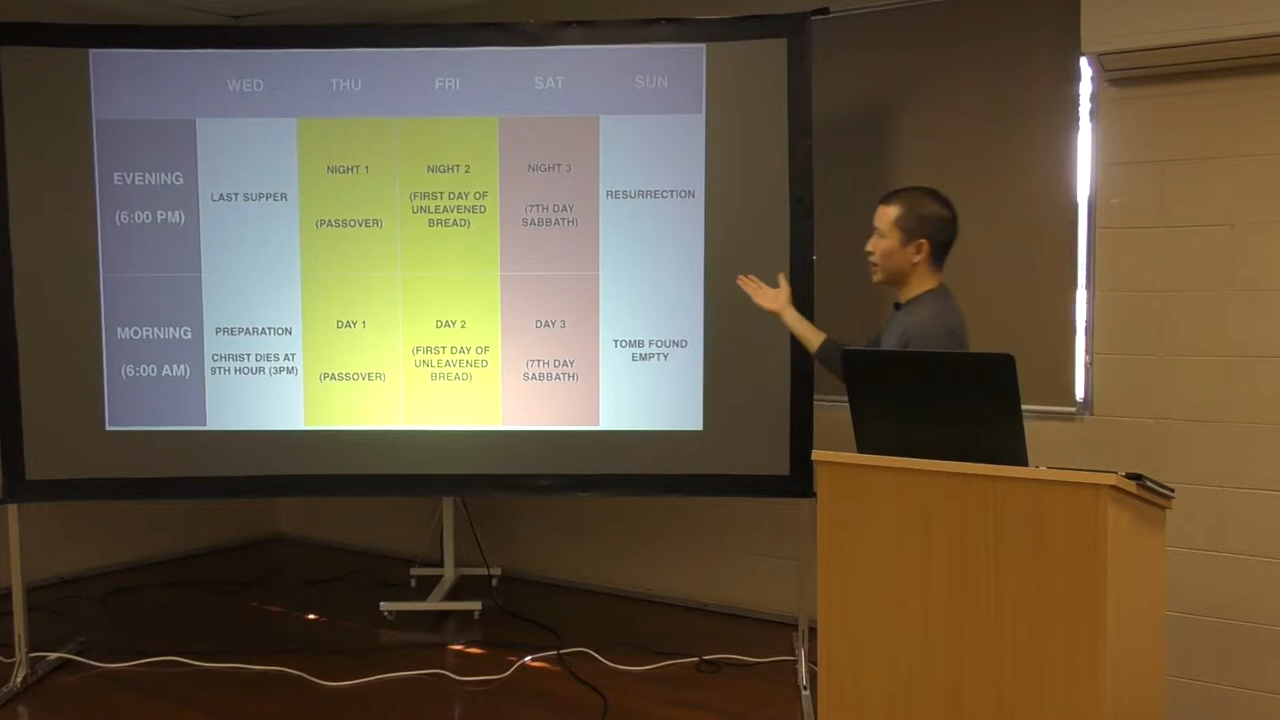 WED
THU
FRI
SAT
SUN
EVENING
(6:00 PM)
LAST SUPPER
NIGHT 1
(PASSOVER)
NIGHT 2
(FIRST DAY OF
UNLEAVENED
BREAD)
NIGHT 3
(7TH DAY
SABBATH)
RESURRECTION
MORNING
(6:00 AM)
PREPARATION
CHRIST DIES AT
9TH HOUR (3PM)
DAY 1
(PASSOVER)
DAY 2
(FIRST DAY OF
UNLEAVENED
BREAD)
DAY 3
(7TH DAY
SABBATH)
TOMB FOUND
EMPTY